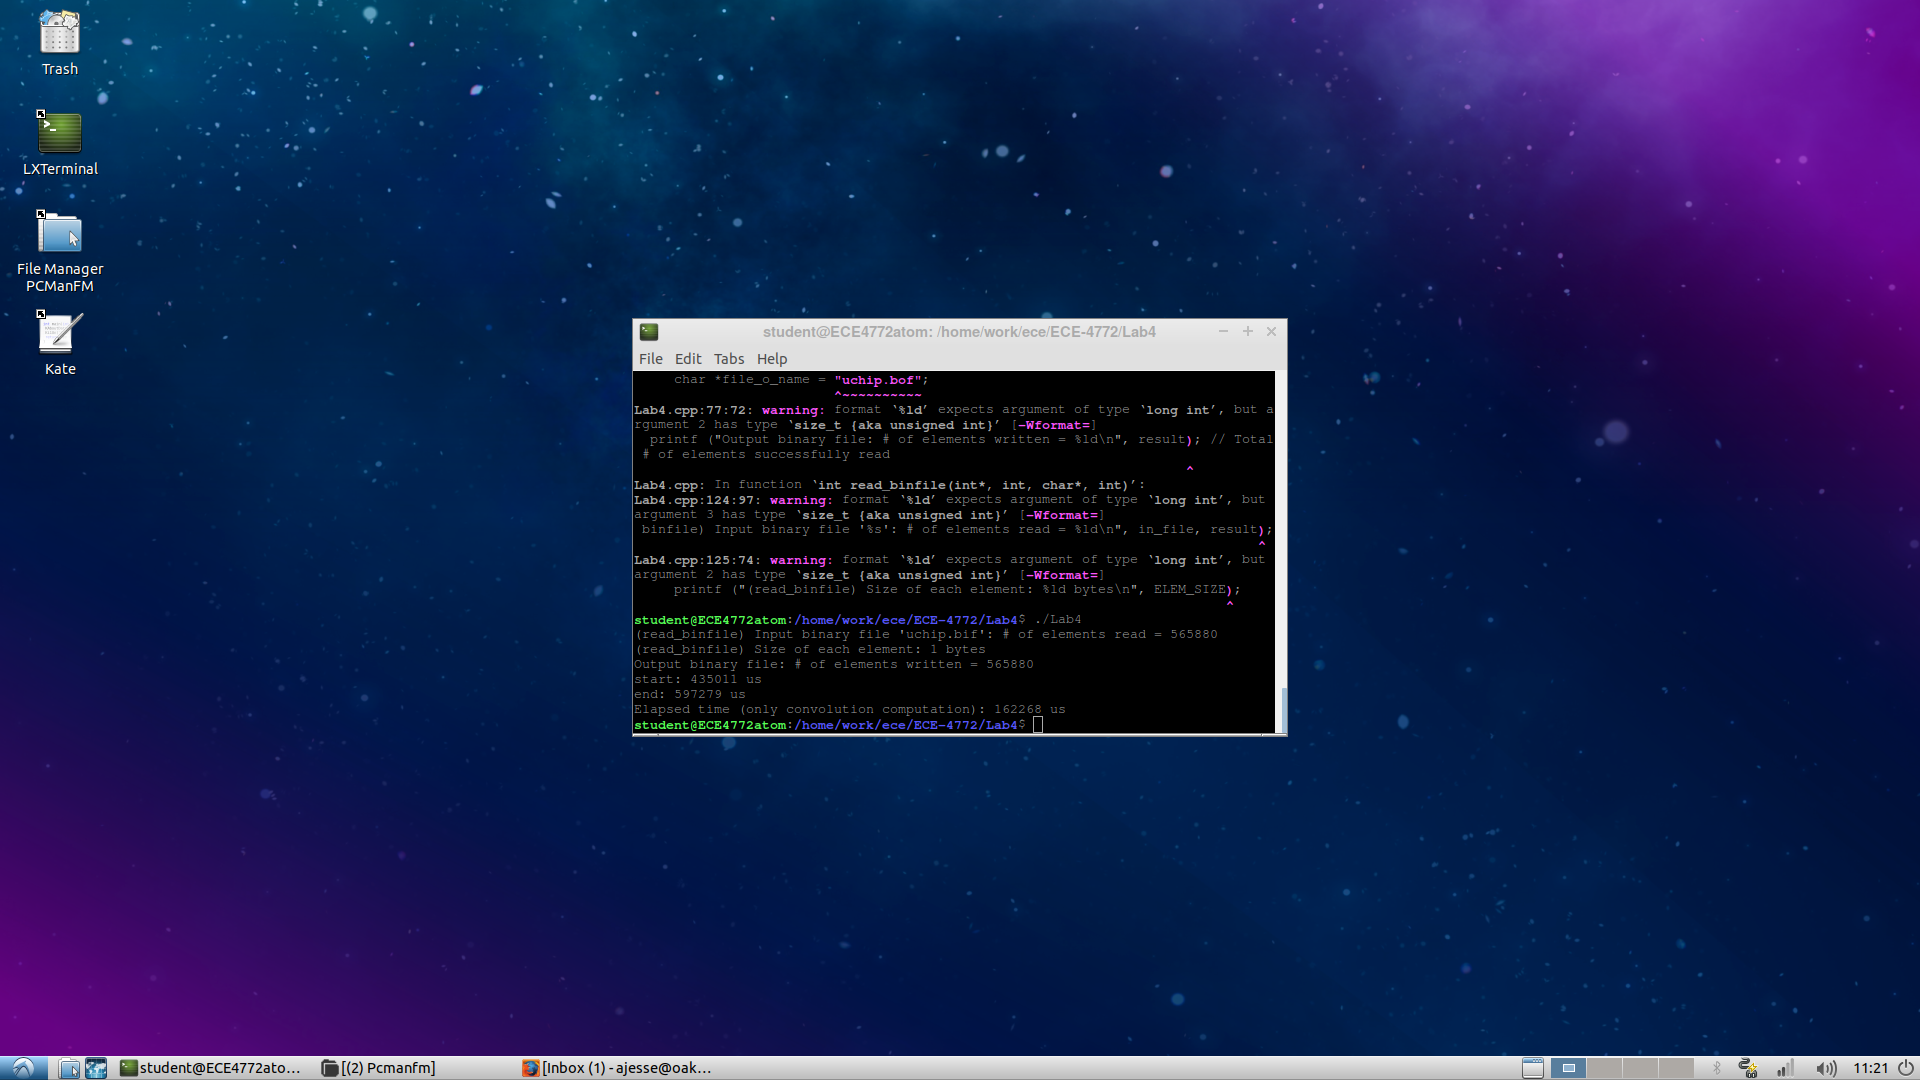 Trash
LXTerminal
File Manager
PCManFM
Kate
student@ECE4772atom: /home/work/ece/ECE-4772/Lab4
File Edit Tabs Help
char *file_o_name = "uchip.bof";
^~~~~~~~~~~
Lab4.cpp:77:72: warning: format ‘%ld’ expects argument of type ‘long int’, but a
rgument 2 has type ‘size_t {aka unsigned int}’ [-Wformat=]
printf ("Output binary file: # of elements written = %ld\n", result); // Total
# of elements successfully read
^
Lab4.cpp: In function ‘int read_binfile(int*, int, char*, int)’:
Lab4.cpp:124:97: warning: format ‘%ld’ expects argument of type ‘long int’, but
argument 3 has type ‘size_t {aka unsigned int}’ [-Wformat=]
binfile) Input binary file '%s': # of elements read = %ld\n", in_file, result);
^
Lab4.cpp:125:74: warning: format ‘%ld’ expects argument of type ‘long int’, but
argument 2 has type ‘size_t {aka unsigned int}’ [-Wformat=]
printf ("(read_binfile) Size of each element: %ld bytes\n", ELEM_SIZE);
^
student@ECE4772atom:/home/work/ece/ECE-4772/Lab4$ ./Lab4
(read_binfile) Input binary file 'uchip.bif': # of elements read = 565880
(read_binfile) Size of each element: 1 bytes
Output binary file: # of elements written = 565880
start: 435011 us
end: 597279 us
Elapsed time (only convolution computation): 162268 us
student@ECE4772atom:/home/work/ece/ECE-4772/Lab4$
student@ECE4772ato... [(2) Pcmanfm] [Inbox (1) - ajesse@oak... 11:21